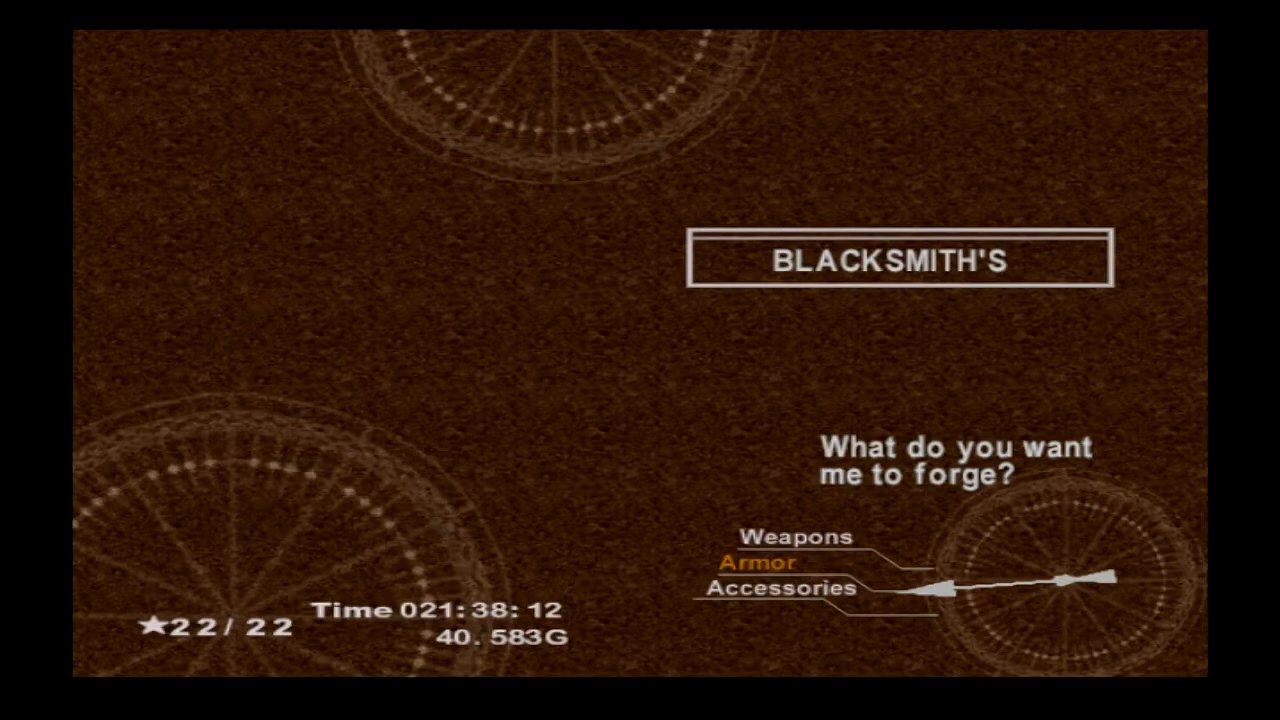 BLACKSMITH'S
What do you want
me to forge?
Weapons
Armor
Accessories
Time 021:38:12
★22/22
40.583G